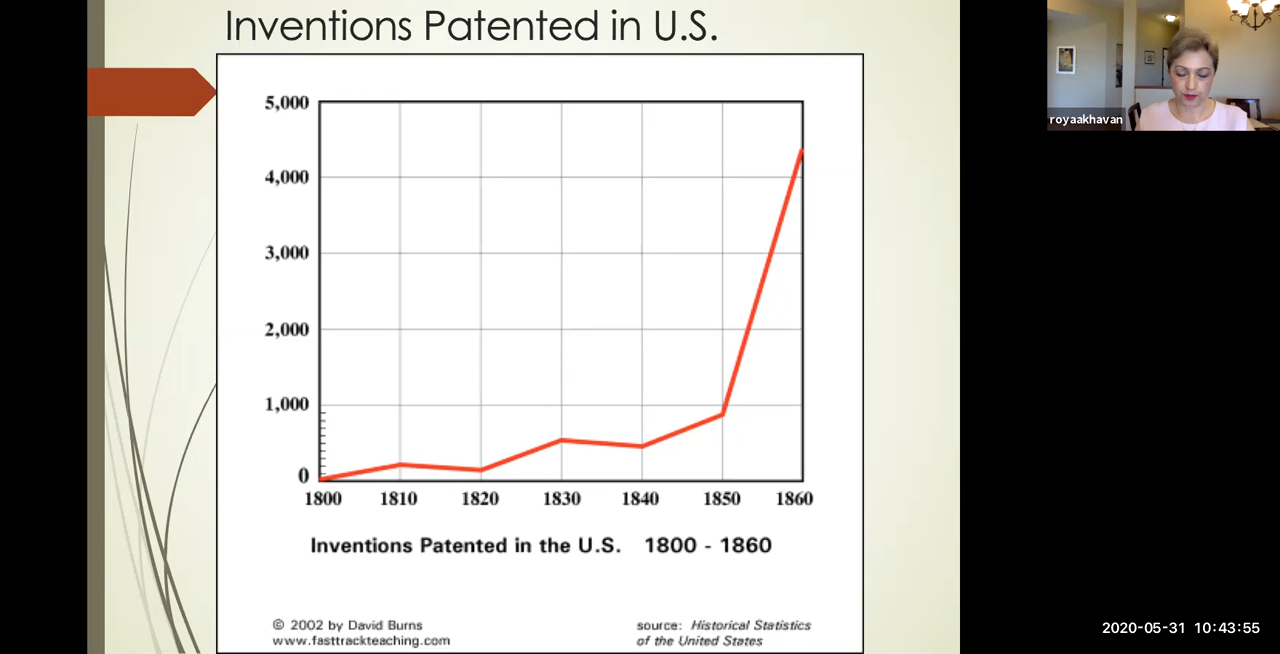 Inventions Patented in U.S.
royaakhavan
5,000
4,000
3,000
2,000
1,000
0
1800 1810 1820 1830 1840 1850 1860
Inventions Patented in the U.S. 1800 - 1860
© 2002 by David Burns
www.fasttrackteaching.com
source: Historical Statistics
of the United States
2020-05-31 10:43:55